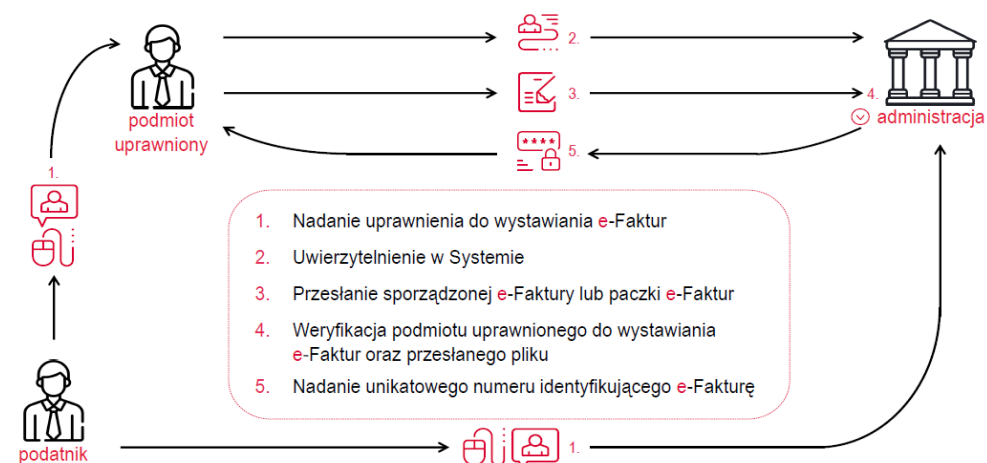 2.
3.
4.
podmiot
uprawniony
administracja
5.
1.
1. Nadanie uprawnienia do wystawiania e-Faktur
2. Uwierzytelnienie w Systemie
3. Przesłanie sporządzonej e-Faktury lub paczki e-Faktur
4. Weryfikacja podmiotu uprawnionego do wystawiania
e-Faktur oraz przesłanego pliku
5. Nadanie unikatowego numeru identyfikującego e-Fakturę
podatnik
1.